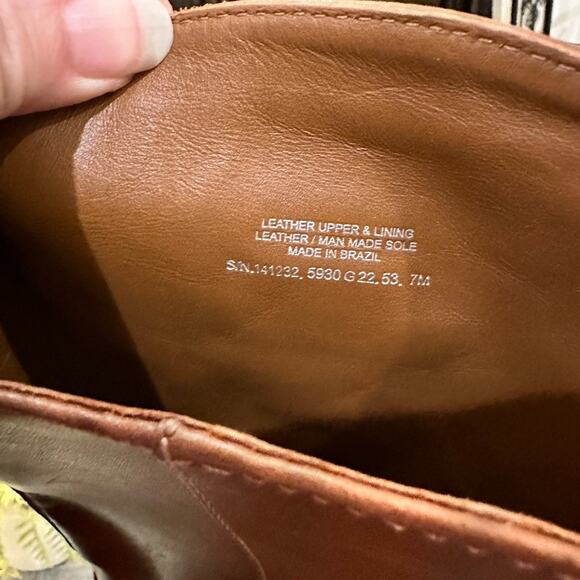 LEATHER UPPER & LINING
LEATHER / MAN MADE SOLE
MADE IN BRAZIL
S/N.141232. 5930 G 22.53. 7M